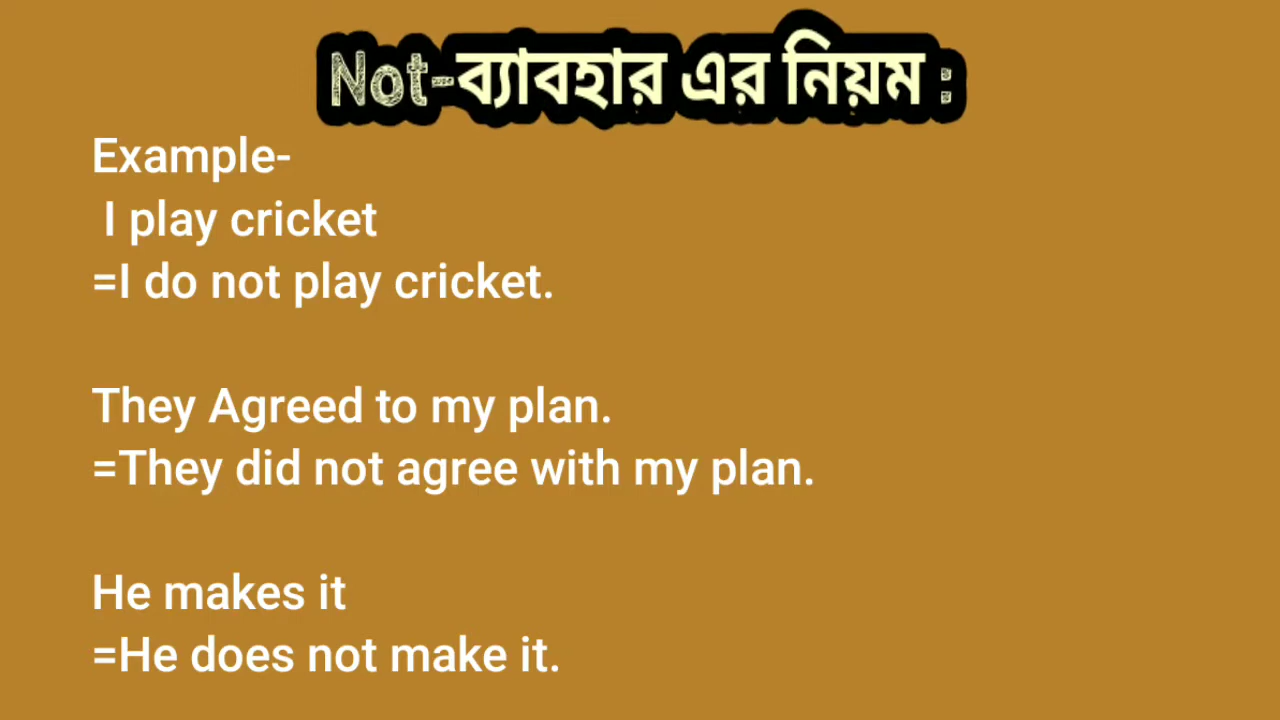 Not-ব্যাবহার এর নিয়ম :
Example-
I play cricket
=I do not play cricket.
They Agreed to my plan.
=They did not agree with my plan.
He makes it
=He does not make it.